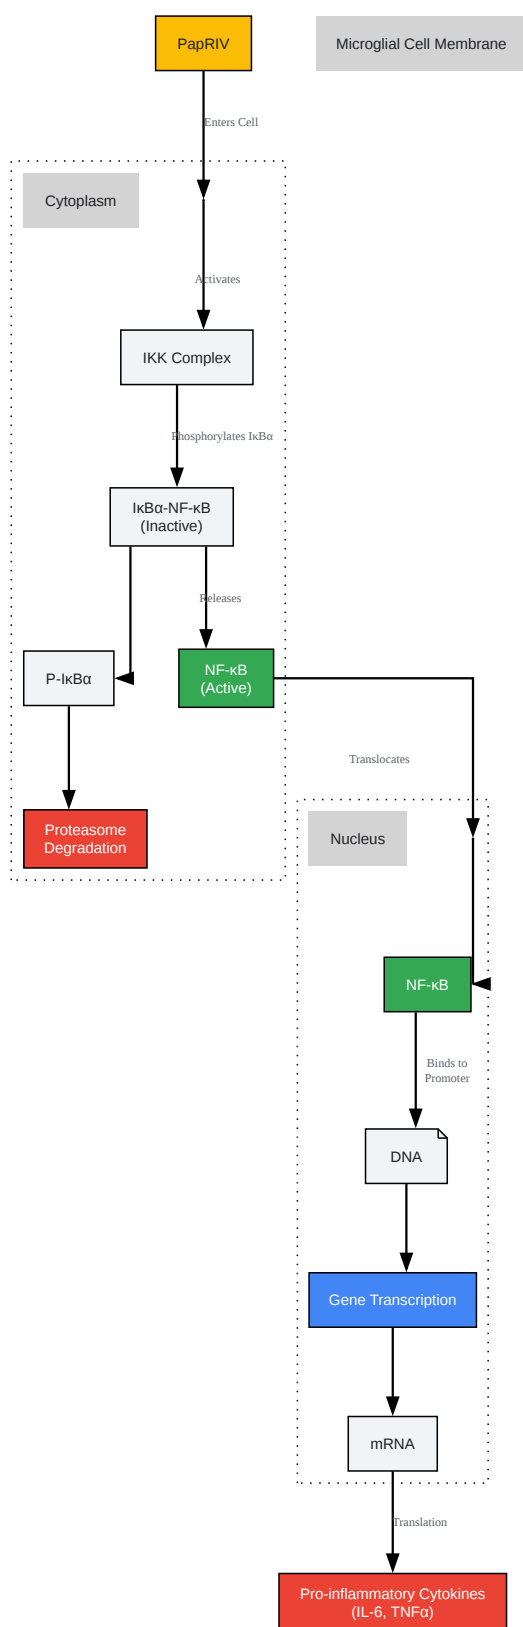 PapRIV
Microglial Cell Membrane
Enters Cell
Cytoplasm
Activates
IKK Complex
Phosphorylates IκBα
IκBα-NF-κB
(Inactive)
Releases
P-IκBα
NF-κB
(Active)
Translocates
Proteasome
Degradation
Nucleus
NF-κB
Binds to
Promoter
DNA
Gene Transcription
mRNA
Translation
Pro-inflammatory Cytokines
(IL-6, TNFα)